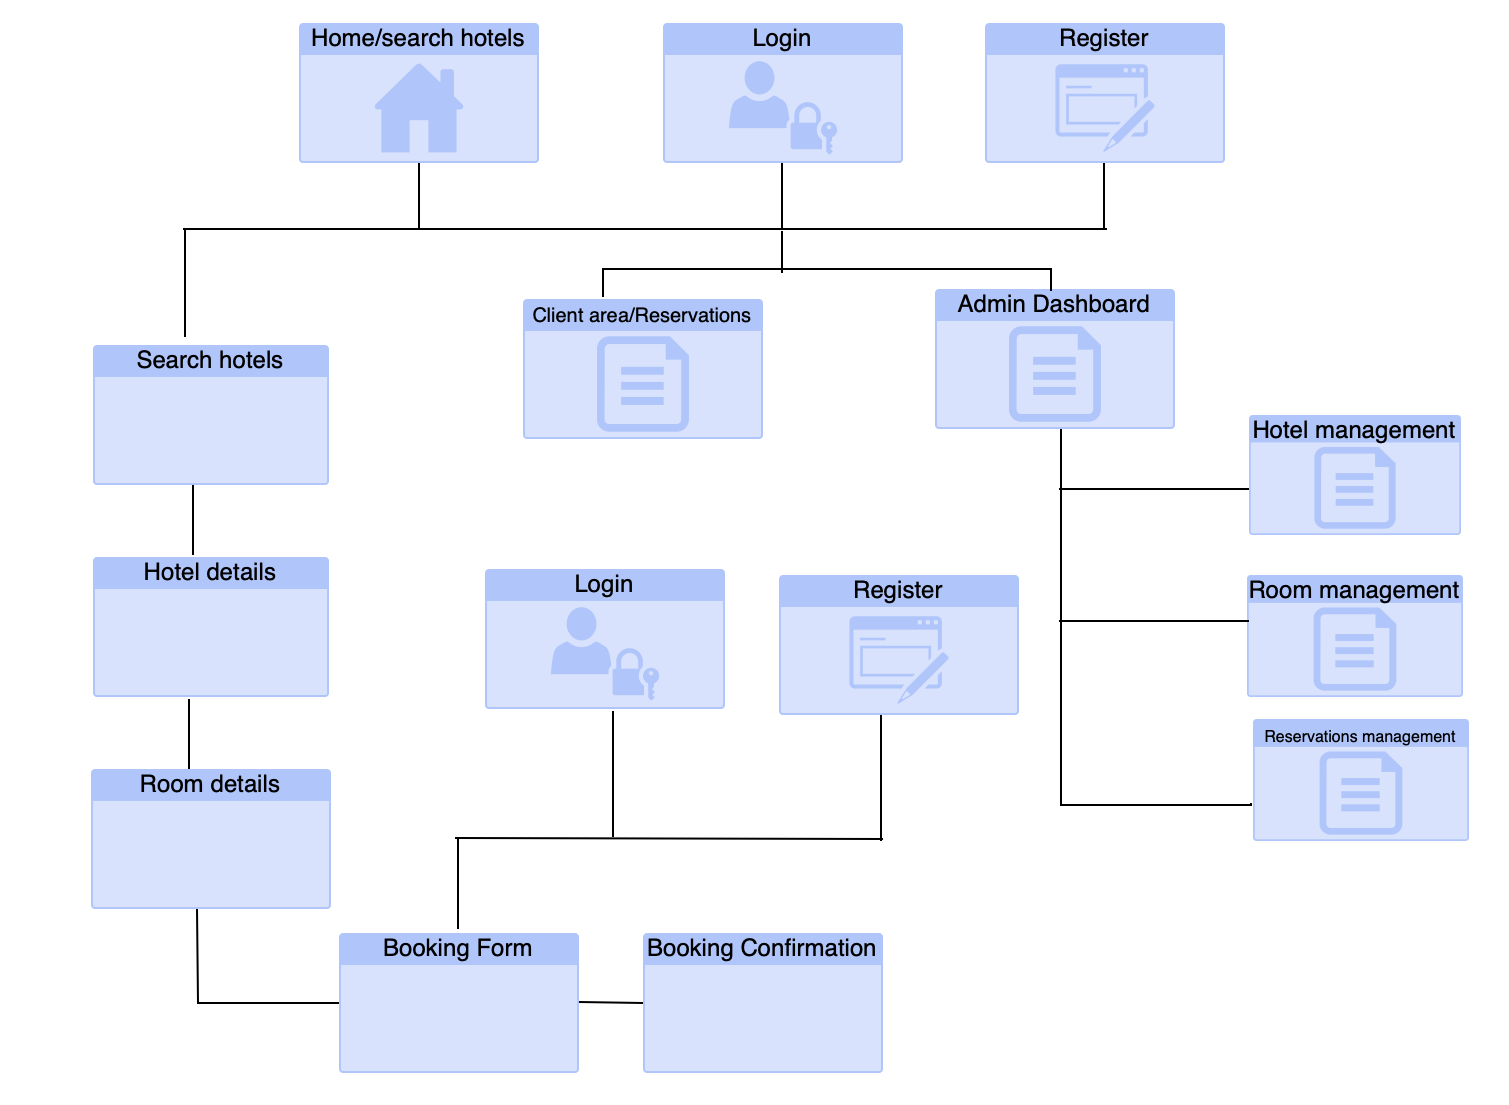 Home/search hotels
Login
Register
Client area/Reservations
Admin Dashboard
Search hotels
Hotel management
Hotel details
Login
Register
Room management
Reservations management
Room details
Booking Form
Booking Confirmation